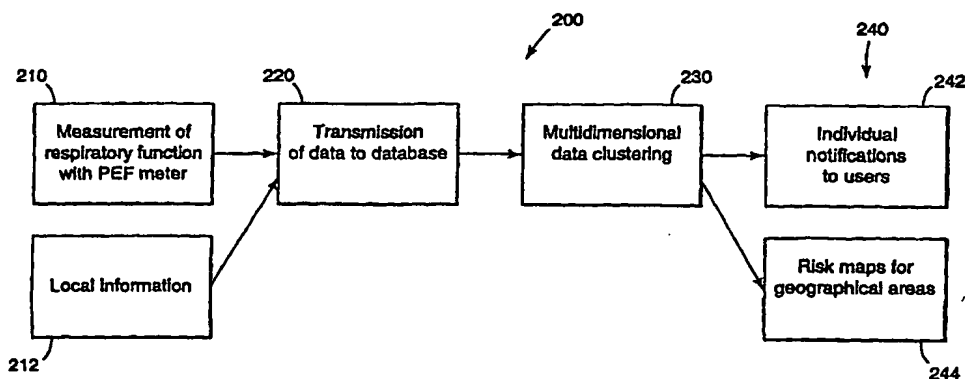 200
240
210
220
230
242
Measurement of
respiratory function
with PEF meter
Transmission
of data to database
Multidimensional
data clustering
Individual
notifications
to users
Local Information
Risk maps for
geographical areas
212
244